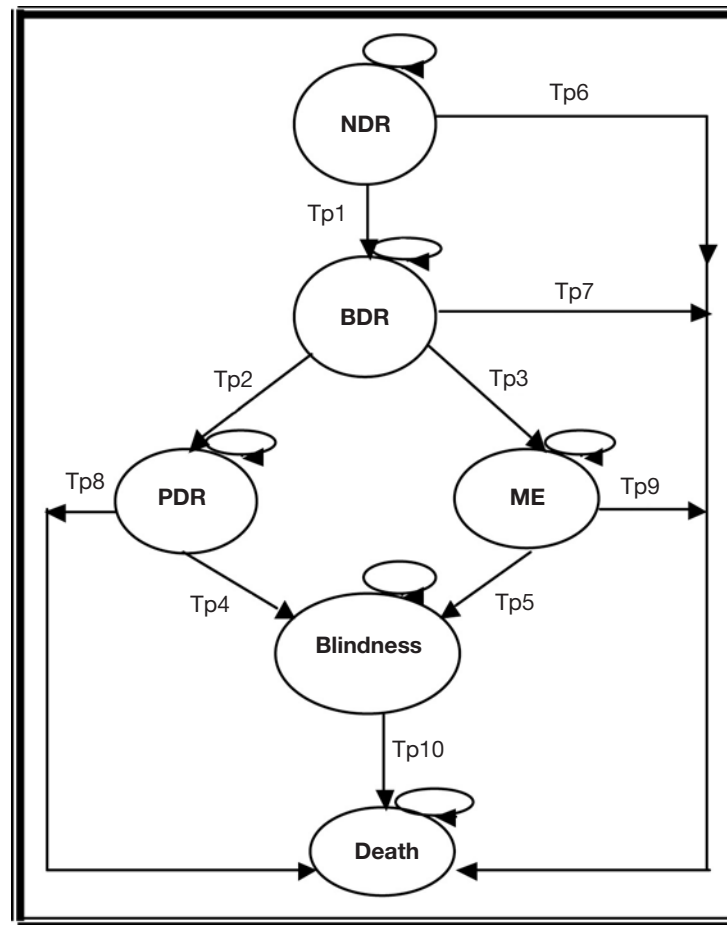 Tp6
NDR
Tp1
Tp7
BDR
Tp2
Tp3
Tp8
PDR
ME
Tp9
Tp4
Tp5
Blindness
Tp10
Death